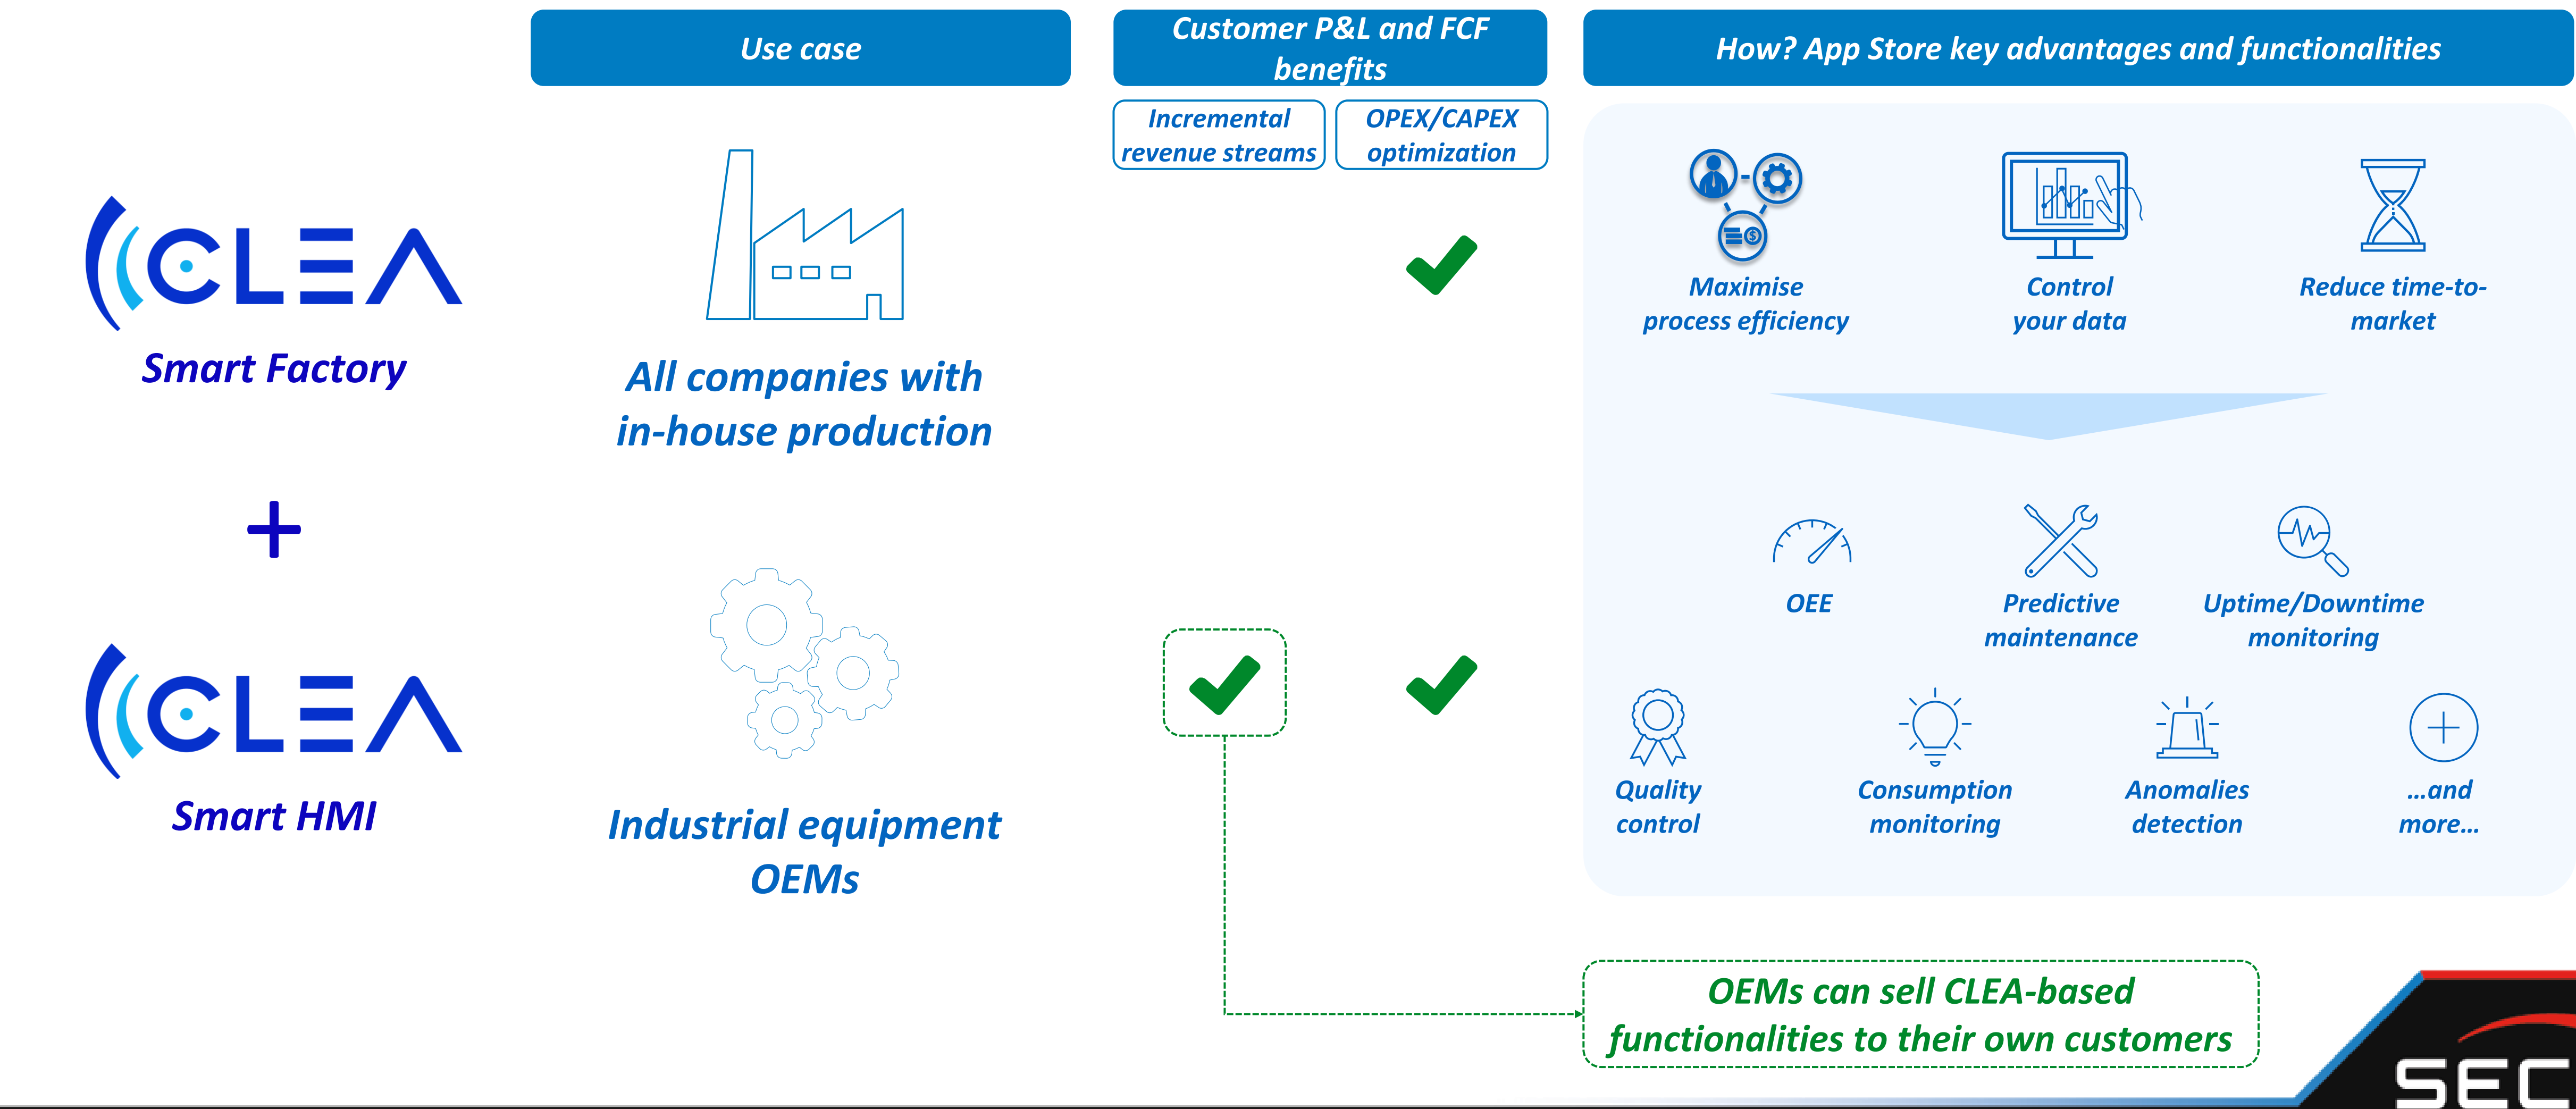 Use case
Customer P&L and FCF
benefits
How? App Store key advantages and functionalities
Incremental
revenue streams
OPEX/CAPEX
optimization
CLEA
Smart Factory
All companies with
in-house production
Maximise
process efficiency
Control
your data
Reduce time-to-
market
+
OEE
Predictive
maintenance
Uptime/Downtime
monitoring
CLEA
Smart HMI
Industrial equipment
OEMs
Quality
control
Consumption
monitoring
Anomalies
detection
...and
more...
OEMs can sell CLEA-based
functionalities to their own customers
SEC